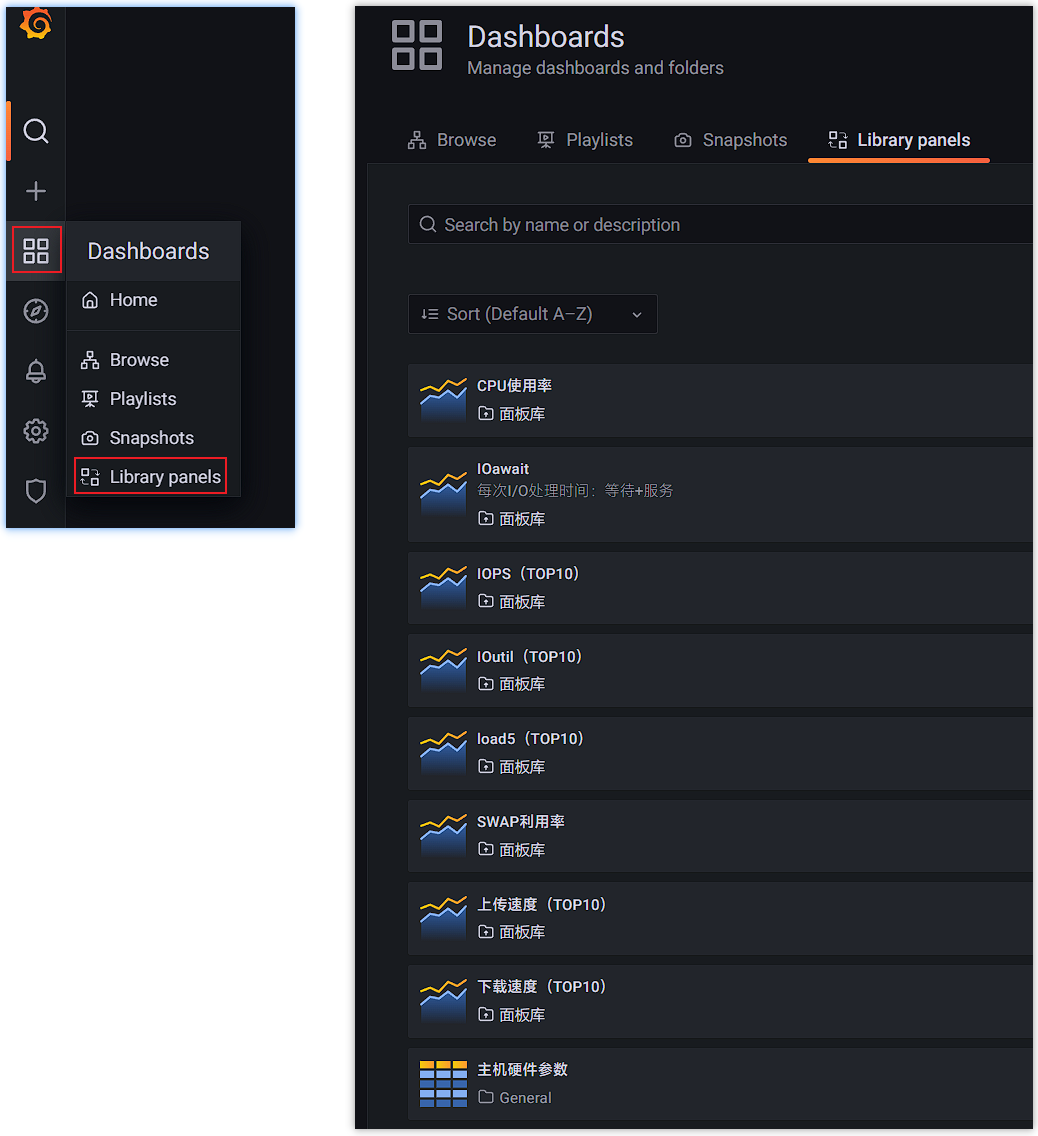 Dashboards
Home
Browse
Playlists
Snapshots
Library panels
Dashboards
Manage dashboards and folders
Browse
Playlists
Snapshots
Library panels
Search by name or description
Sort (Default A–Z)
CPU使用率
面板库
IOawait
每次I/O处理时间：等待+服务
面板库
IOPS（TOP10）
面板库
IOutil（TOP10）
面板库
load5（TOP10）
面板库
SWAP利用率
面板库
上传速度（TOP10）
面板库
下载速度（TOP10）
面板库
主机硬件参数
General